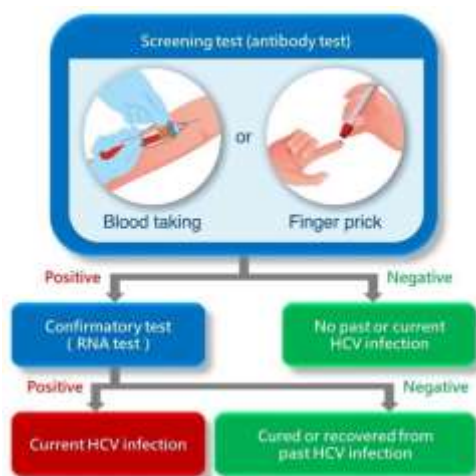 Screening test (antibody test)
or
Blood taking
Finger prick
Positive
Negative
Confirmatory test
( RNA test )
No past or current
HCV infection
Positive
Negative
Current HCV infection
Cured or recovered from
past HCV infection